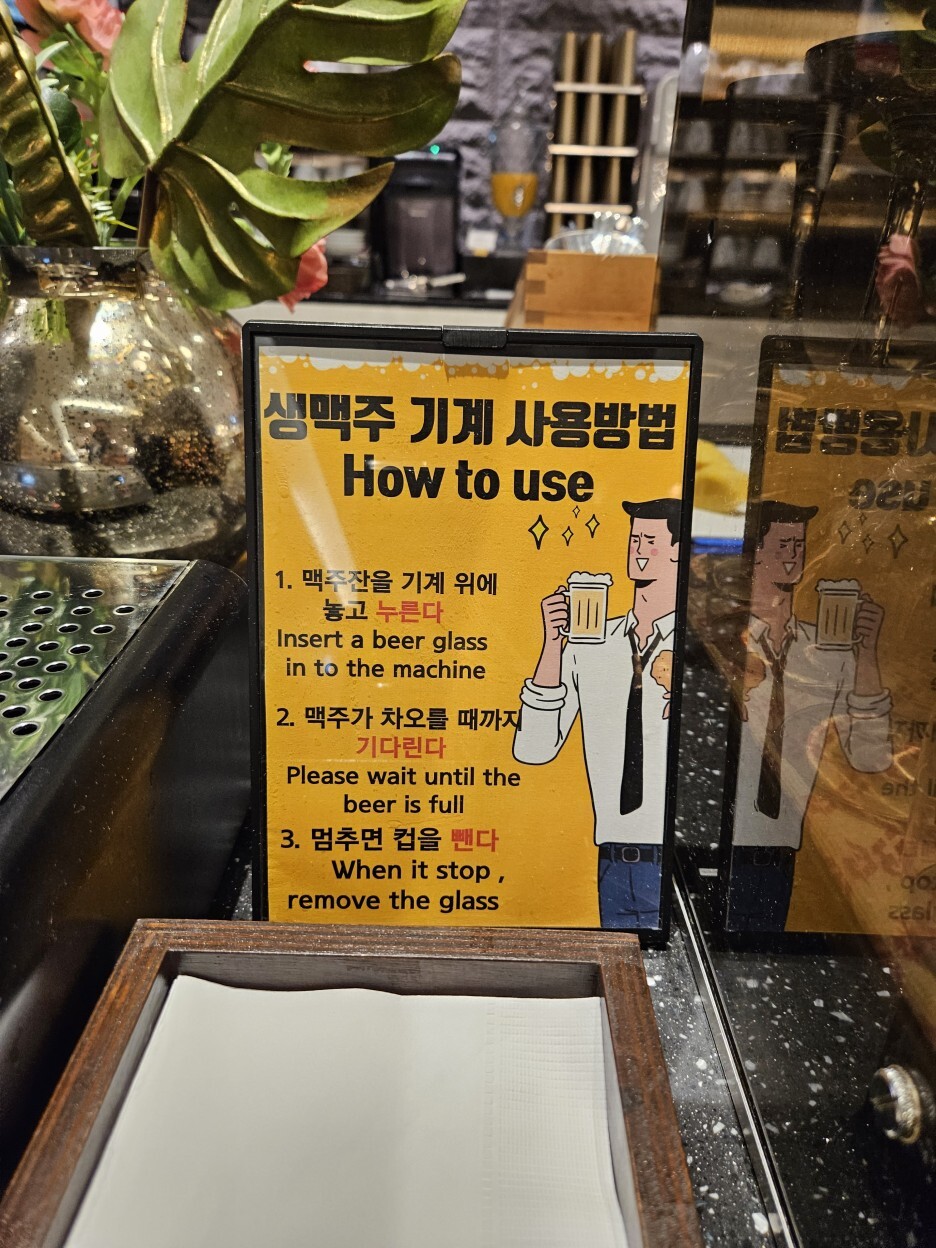 생맥주 기계 사용방법
How to use
1. 맥주잔을 기계 위에
놓고 누른다
Insert a beer glass
in to the machine
2. 맥주가 차오를 때까지
기다린다
Please wait until the
beer is full
3. 멈추면 컵을 뺀다
When it stop ,
remove the glass